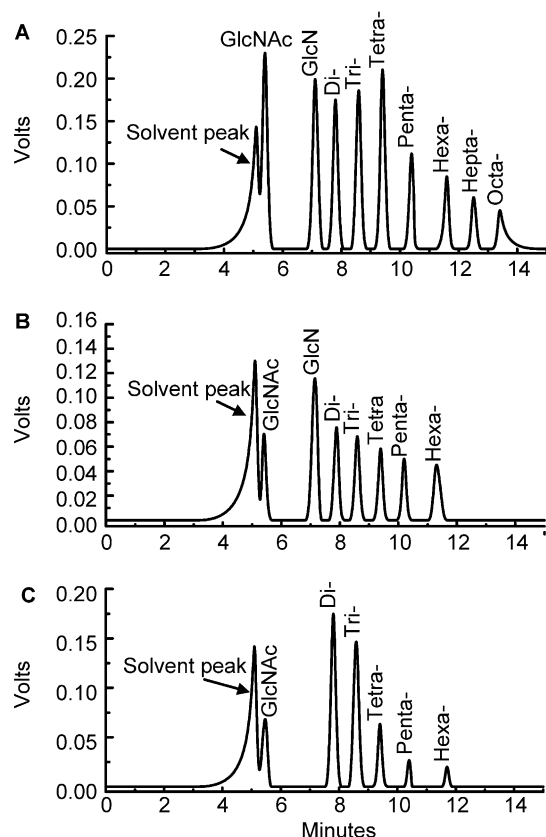 A
GlcNAc
GlcN
Di-
Tri-
Tetra-
Penta-
Hexa-
Hepta-
Octa-
Solvent peak
Volts
0.25
0.20
0.15
0.10
0.05
0.00
0 2 4 6 8 10 12 14
B
GlcNAc
GlcN
Di-
Tri-
Tetra
Penta-
Hexa-
Solvent peak
Volts
0.16
0.14
0.12
0.10
0.08
0.06
0.04
0.02
0.00
0 2 4 6 8 10 12 14
C
GlcNAc
Di-
Tri-
Tetra-
Penta-
Hexa-
Solvent peak
Volts
0.20
0.15
0.10
0.05
0.00
0 2 4 6 8 10 12 14
Minutes